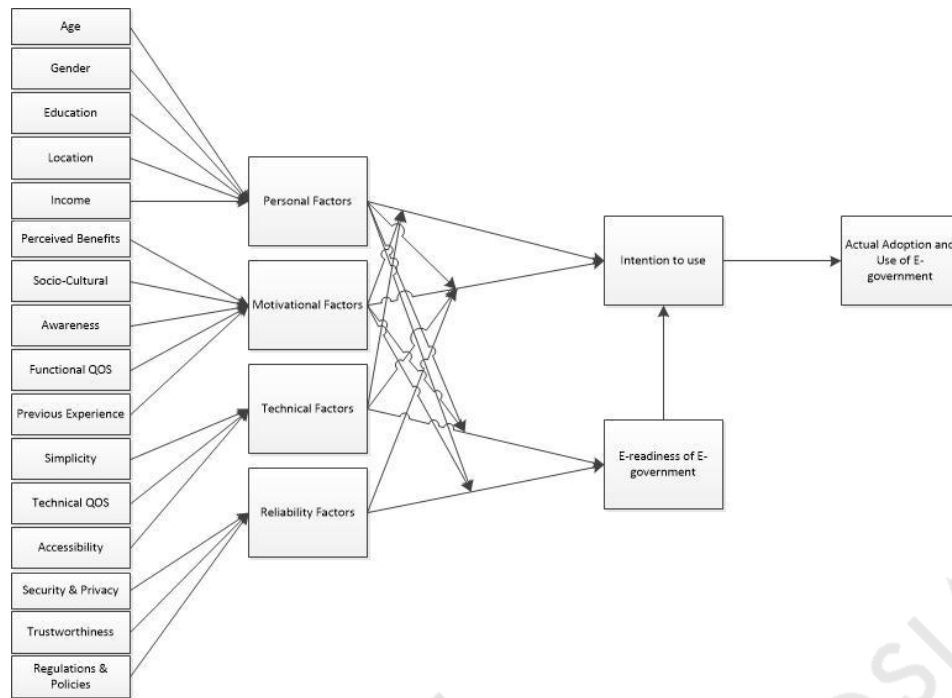 Age
Gender
Education
Location
Income
Perceived Benefits
Socio-Cultural
Awareness
Functional QOS
Previous Experience
Simplicity
Technical QOS
Accessibility
Security & Privacy
Trustworthiness
Regulations &
Policies
Personal Factors
Motivational Factors
Technical Factors
Reliability Factors
Intention to use
E-readiness of E-
government
Actual Adoption and
Use of E-
government